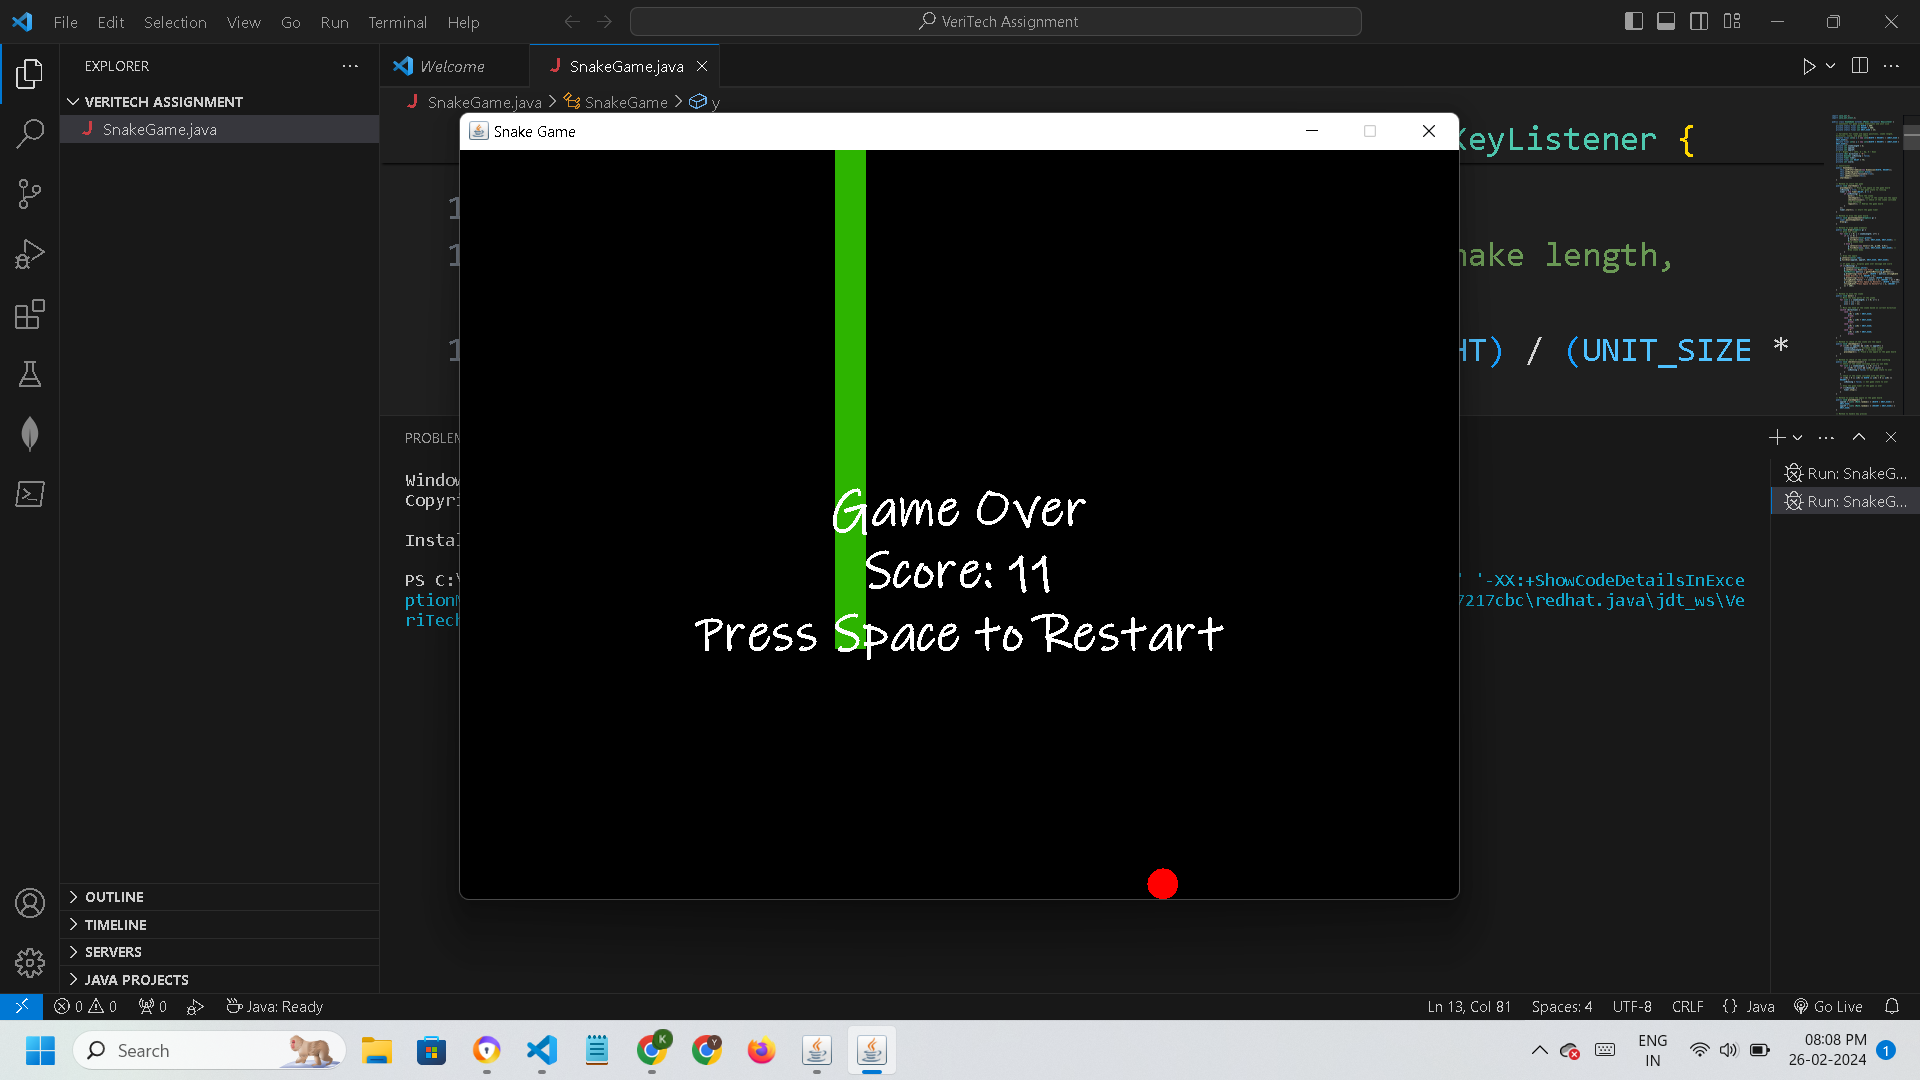 File Edit Selection View Go Run Terminal Help
VeriTech Assignment
EXPLORER
Welcome
SnakeGame.java
VERITECH ASSIGNMENT
SnakeGame.java > SnakeGame > y
SnakeGame.java
Snake Game
KeyListener {
1
1
nake length,
1
HT) / (UNIT_SIZE *
PROBLEM
Run: SnakeG...
Run: SnakeG...
Window
Copyri
Instal
Game Over
Score: 11
Press Space to Restart
PS C:\
' '-XX:+ShowCodeDetailsInExce
ptionM
7217cbc\redhat.java\jdt_ws\Ve
riTech
OUTLINE
TIMELINE
SERVERS
JAVA PROJECTS
0 0 0 Java: Ready
Ln 13, Col 81 Spaces: 4 UTF-8 CRLF {} Java Go Live
Search
K
Y
ENG
IN
08:08 PM
26-02-2024
1